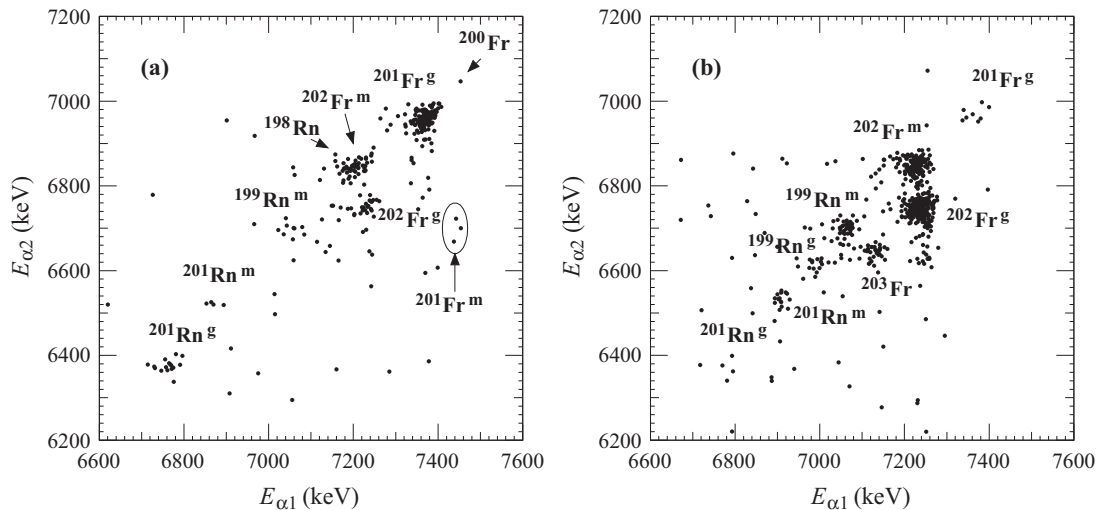 (a)
²⁰⁰Fr
²⁰¹Frᵍ
²⁰²Frᵐ
¹⁹⁸Rn
¹⁹⁹Rnᵐ
²⁰²Frᵍ
²⁰¹Rnᵐ
²⁰¹Frᵐ
²⁰¹Rnᵍ
7200
7000
6800
6600
6400
6200
6600 6800 7000 7200 7400 7600
Eα2 (keV)
Eα1 (keV)
(b)
²⁰¹Frᵍ
²⁰²Frᵐ
¹⁹⁹Rnᵐ
²⁰²Frᵍ
¹⁹⁹Rnᵍ
²⁰³Fr
²⁰¹Rnᵐ
²⁰¹Rnᵍ
7200
7000
6800
6600
6400
6200
6600 6800 7000 7200 7400 7600
Eα2 (keV)
Eα1 (keV)